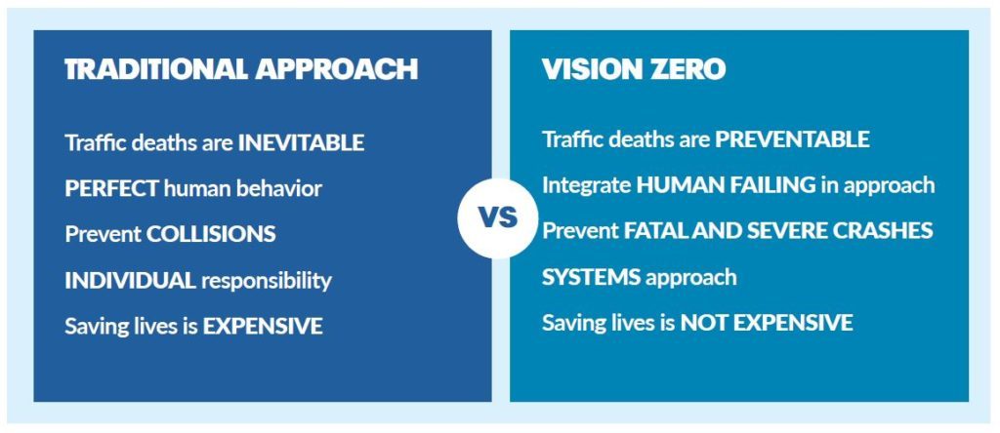 TRADITIONAL APPROACH
Traffic deaths are INEVITABLE
PERFECT human behavior
Prevent COLLISIONS
INDIVIDUAL responsibility
Saving lives is EXPENSIVE
VS
VISION ZERO
Traffic deaths are PREVENTABLE
Integrate HUMAN FAILING in approach
Prevent FATAL AND SEVERE CRASHES
SYSTEMS approach
Saving lives is NOT EXPENSIVE